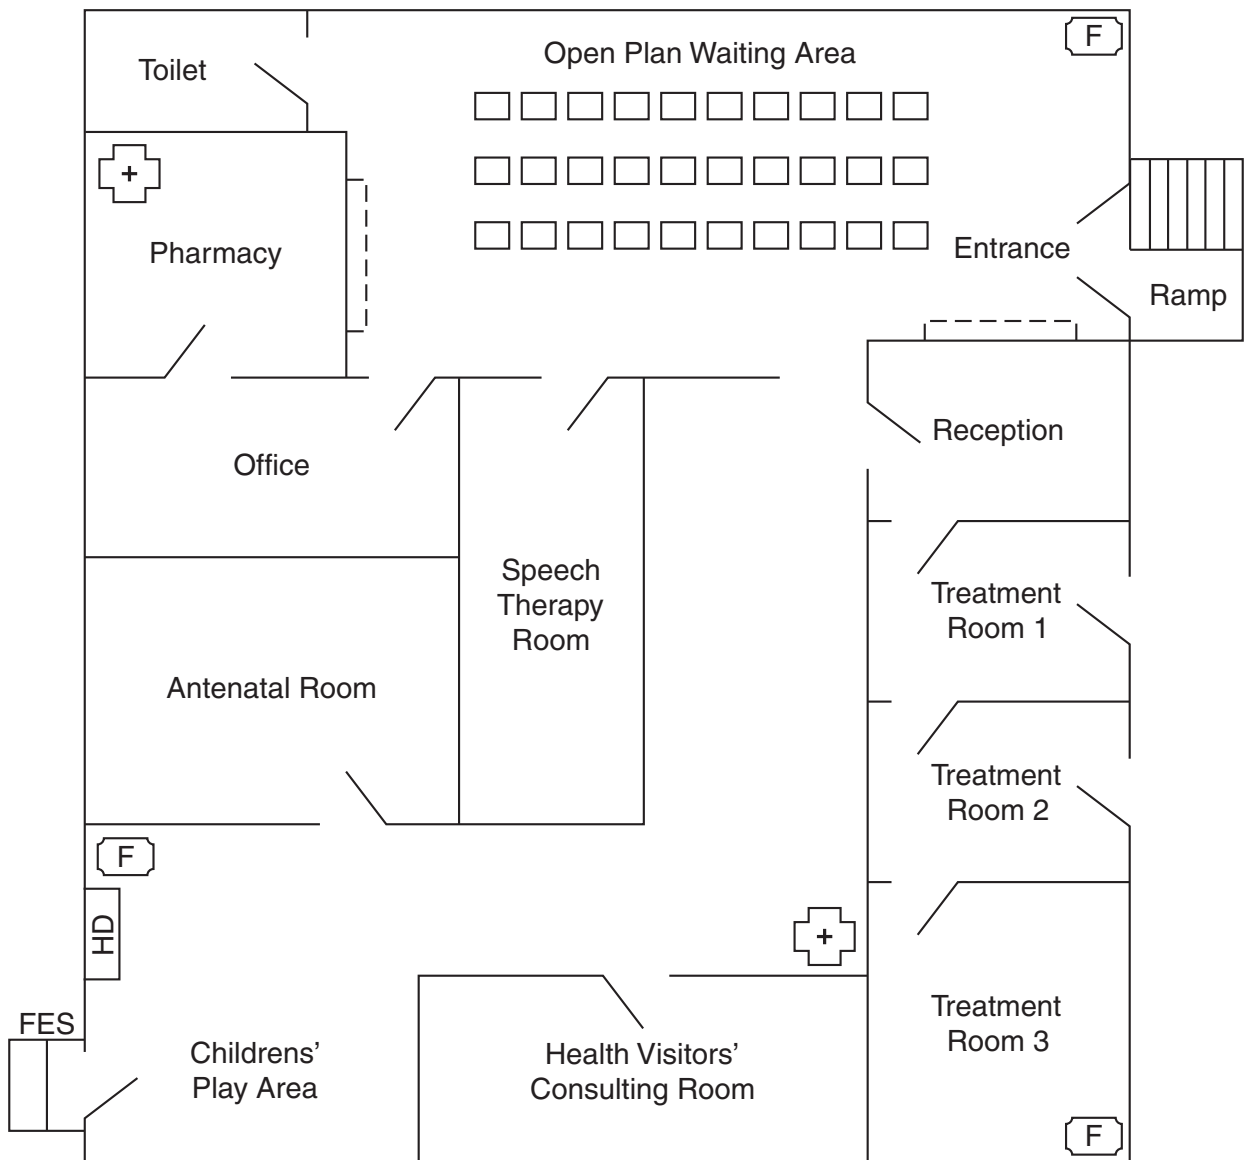 F
Open Plan Waiting Area
Toilet
+
Pharmacy
Entrance
Ramp
Reception
Office
Speech
Therapy
Room
Treatment
Room 1
Antenatal Room
Treatment
Room 2
F
HD
+
FES
Childrens’
Play Area
Health Visitors’
Consulting Room
Treatment
Room 3
F